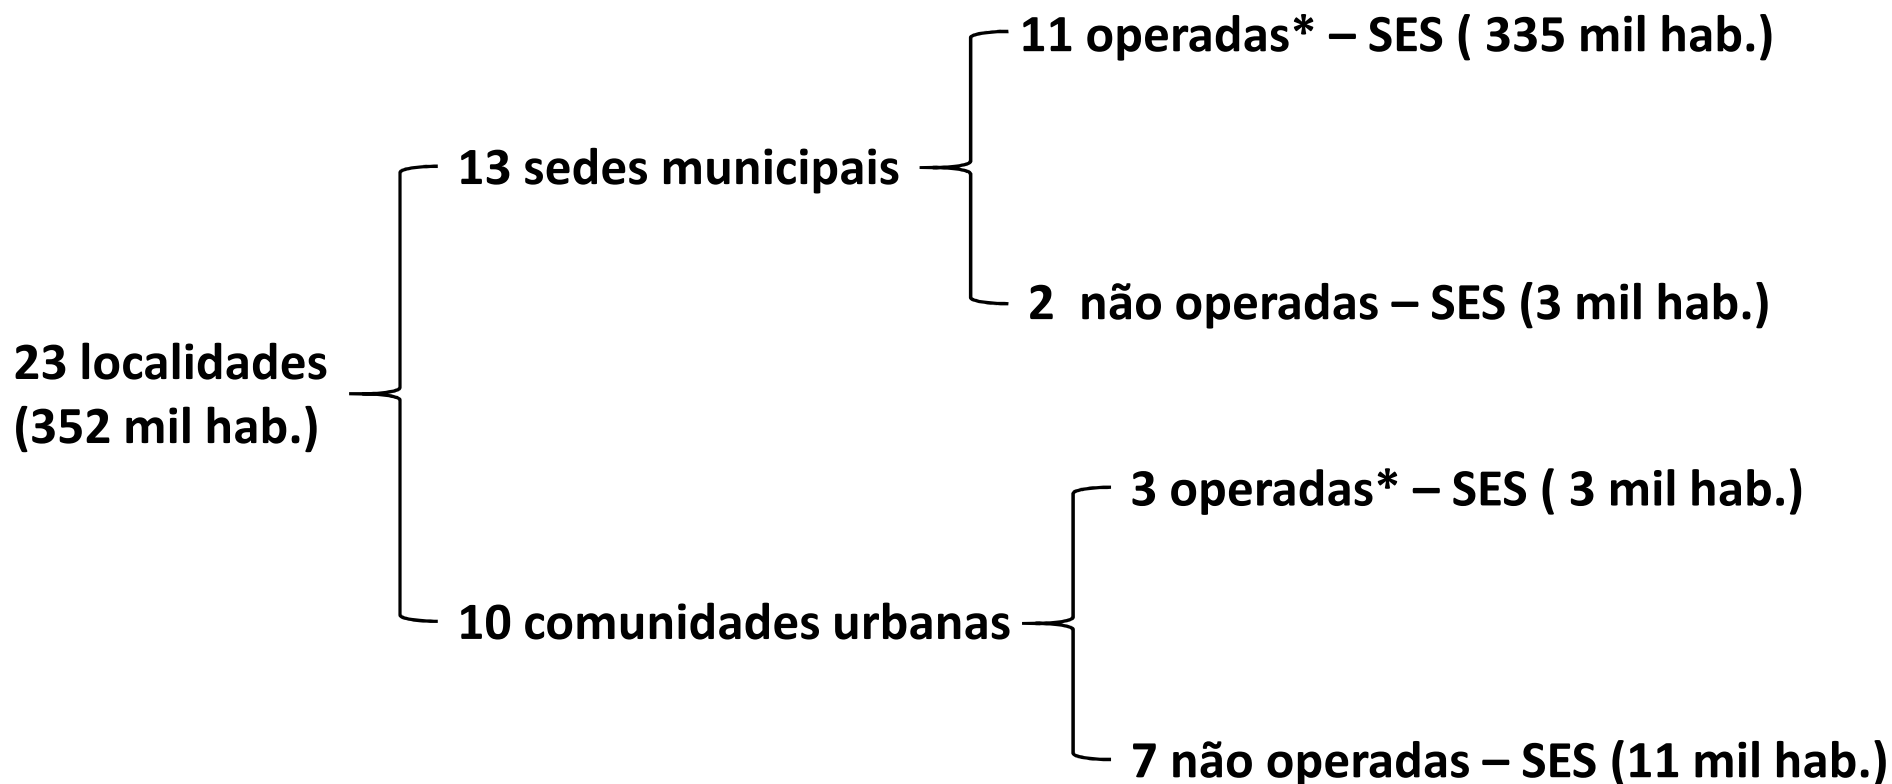 11 operadas* – SES ( 335 mil hab.)
13 sedes municipais
2  não operadas – SES (3 mil hab.)
23 localidades
(352 mil hab.)
3 operadas* – SES ( 3 mil hab.)
10 comunidades urbanas
7 não operadas – SES (11 mil hab.)